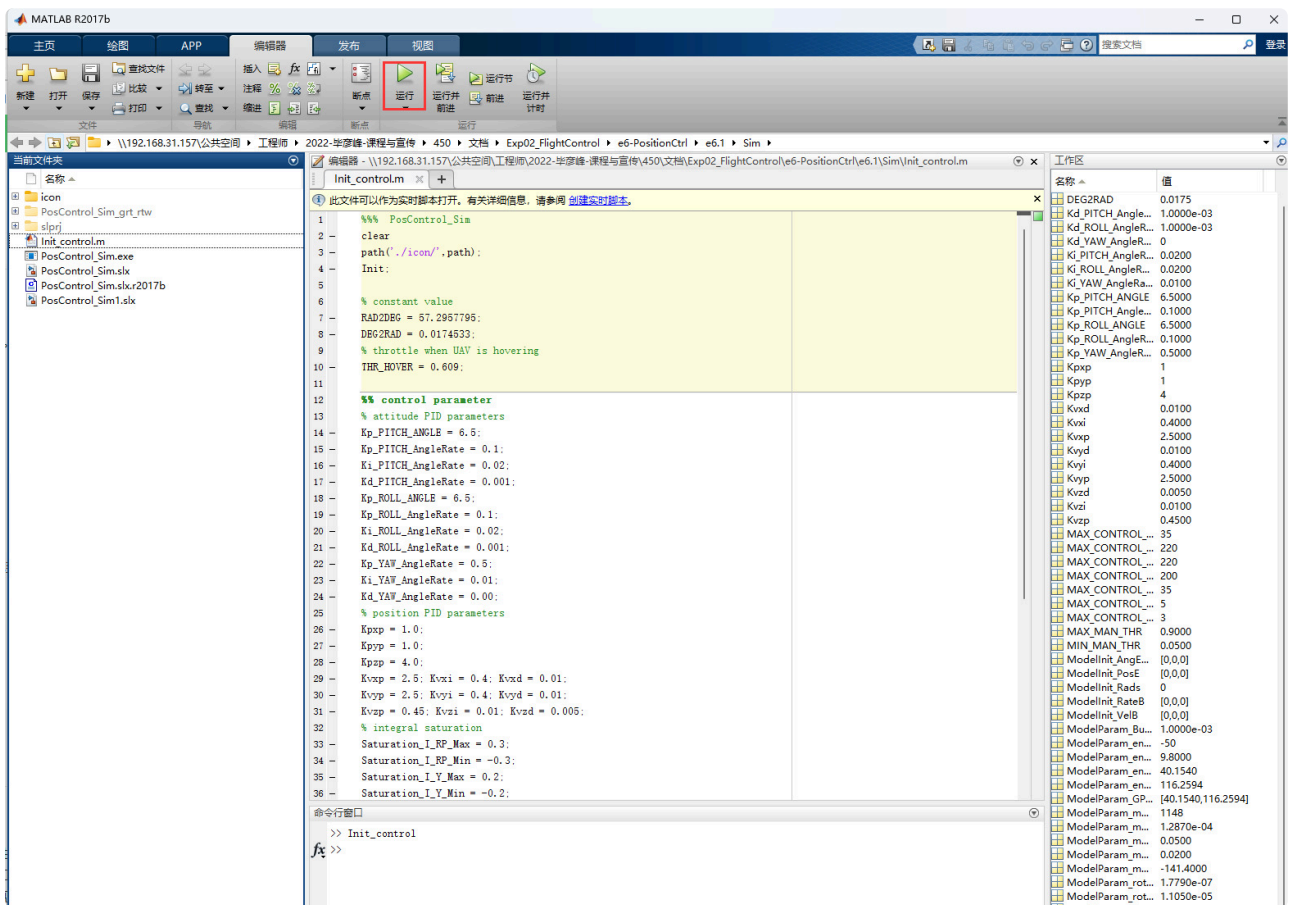 MATLAB R2017b
主页 绘图 APP 编辑器 发布 视图 搜索文档 登录
查找文件 插入 fx 运行节
新建 打开 保存 比较 转至 注释 断点 运行 运行并前进 前进 运行并计时
打印 查找 缩进
文件 导航 编辑 断点 运行
\\192.168.31.157\公共空间 工程师 2022-毕彦峰-课程与宣传 450 文档 Exp02_FlightControl e6-PositionCtrl e6.1 Sim
当前文件夹
名称
icon
PosControl_Sim_grt_rtw
slprj
Init_control.m
PosControl_Sim.exe
PosControl_Sim.slx
PosControl_Sim.slx.r2017b
PosControl_Sim1.slx
编辑器 - \\192.168.31.157\公共空间\工程师\2022-毕彦峰-课程与宣传\450\文档\Exp02_FlightControl\e6-PositionCtrl\e6.1\Sim\Init_control.m
Init_control.m
此文件可以作为实时脚本打开。有关详细信息，请参阅 创建实时脚本。
1 %%% PosControl_Sim
2 – clear
3 – path('./icon/',path);
4 – Init;
5
6 % constant value
7 – RAD2DEG = 57.2957795;
8 – DEG2RAD = 0.0174533;
9 % throttle when UAV is hovering
10 – THR_HOVER = 0.609;
11
12 %% control parameter
13 % attitude PID parameters
14 – Kp_PITCH_ANGLE = 6.5;
15 – Kp_PITCH_AngleRate = 0.1;
16 – Ki_PITCH_AngleRate = 0.02;
17 – Kd_PITCH_AngleRate = 0.001;
18 – Kp_ROLL_ANGLE = 6.5;
19 – Kp_ROLL_AngleRate = 0.1;
20 – Ki_ROLL_AngleRate = 0.02;
21 – Kd_ROLL_AngleRate = 0.001;
22 – Kp_YAW_AngleRate = 0.5;
23 – Ki_YAW_AngleRate = 0.01;
24 – Kd_YAW_AngleRate = 0.00;
25 % position PID parameters
26 – Kpxp = 1.0;
27 – Kpyp = 1.0;
28 – Kpzp = 4.0;
29 – Kvxp = 2.5; Kvxi = 0.4; Kvxd = 0.01;
30 – Kvyp = 2.5; Kvyi = 0.4; Kvyd = 0.01;
31 – Kvzp = 0.45; Kvzi = 0.01; Kvzd = 0.005;
32 % integral saturation
33 – Saturation_I_RP_Max = 0.3;
34 – Saturation_I_RP_Min = -0.3;
35 – Saturation_I_Y_Max = 0.2;
36 – Saturation_I_Y_Min = -0.2;
命令行窗口
>> Init_control
fx >>
工作区
名称 值
DEG2RAD 0.0175
Kd_PITCH_Angle... 1.0000e-03
Kd_ROLL_AngleR... 1.0000e-03
Kd_YAW_AngleR... 0
Ki_PITCH_AngleR... 0.0200
Ki_ROLL_AngleR... 0.0200
Ki_YAW_AngleRa... 0.0100
Kp_PITCH_ANGLE 6.5000
Kp_PITCH_Angle... 0.1000
Kp_ROLL_ANGLE 6.5000
Kp_ROLL_AngleR... 0.1000
Kp_YAW_AngleR... 0.5000
Kpxp 1
Kpyp 1
Kpzp 4
Kvxd 0.0100
Kvxi 0.4000
Kvxp 2.5000
Kvyd 0.0100
Kvyi 0.4000
Kvyp 2.5000
Kvzd 0.0050
Kvzi 0.0100
Kvzp 0.4500
MAX_CONTROL_... 35
MAX_CONTROL_... 220
MAX_CONTROL_... 220
MAX_CONTROL_... 200
MAX_CONTROL_... 35
MAX_CONTROL_... 5
MAX_CONTROL_... 3
MAX_MAN_THR 0.9000
MIN_MAN_THR 0.0500
ModelInit_AngE... [0,0,0]
ModelInit_PosE [0,0,0]
ModelInit_Rads 0
ModelInit_RateB [0,0,0]
ModelInit_VelB [0,0,0]
ModelParam_Bu... 1.0000e-03
ModelParam_en... -50
ModelParam_en... 9.8000
ModelParam_en... 40.1540
ModelParam_en... 116.2594
ModelParam_GP... [40.1540,116.2594]
ModelParam_m... 1148
ModelParam_m... 1.2870e-04
ModelParam_m... 0.0500
ModelParam_m... 0.0200
ModelParam_m... -141.4000
ModelParam_rot... 1.7790e-07
ModelParam_rot... 1.1050e-05